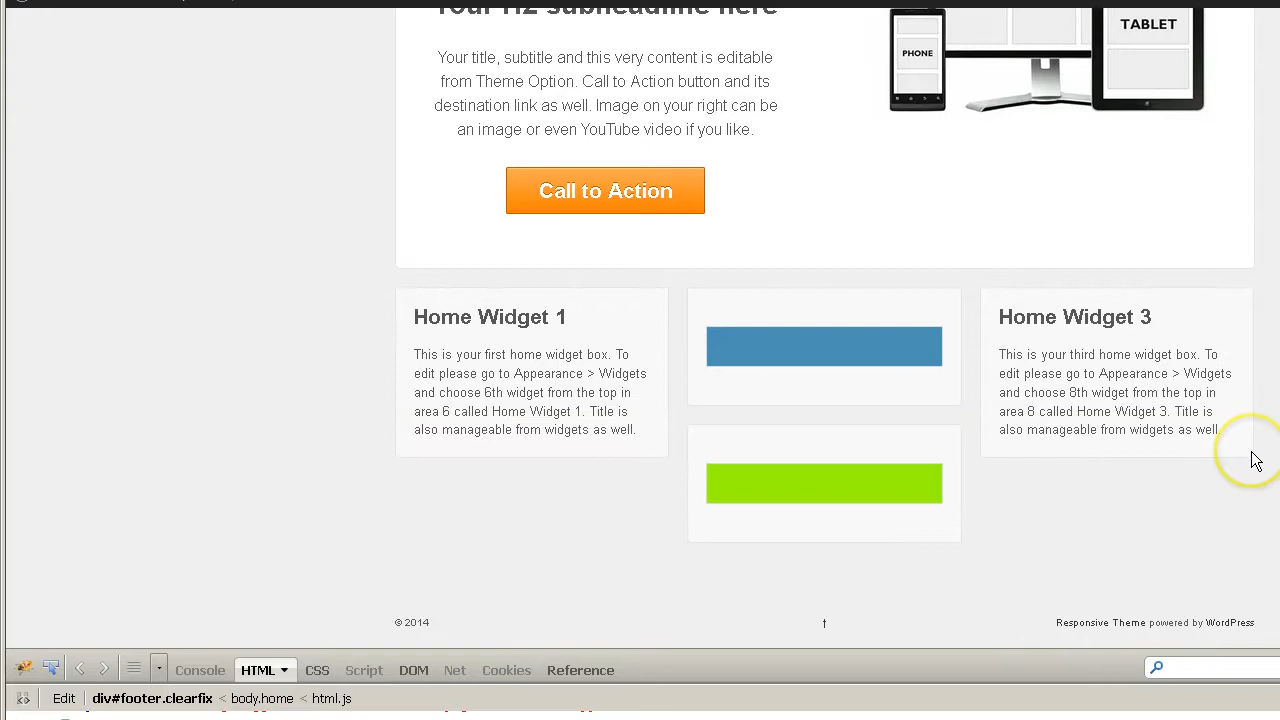 Your H2 subheadline here
Your title, subtitle and this very content is editable
from Theme Option. Call to Action button and its
destination link as well. Image on your right can be
an image or even YouTube video if you like.
Call to Action
PHONE
TABLET
Home Widget 1
This is your first home widget box. To
edit please go to Appearance > Widgets
and choose 6th widget from the top in
area 6 called Home Widget 1. Title is
also manageable from widgets as well.
Home Widget 3
This is your third home widget box. To
edit please go to Appearance > Widgets
and choose 8th widget from the top in
area 8 called Home Widget 3. Title is
also manageable from widgets as well.
© 2014
↑
Responsive Theme powered by WordPress
Console HTML CSS Script DOM Net Cookies Reference
Edit div#footer.clearfix < body.home < html.js